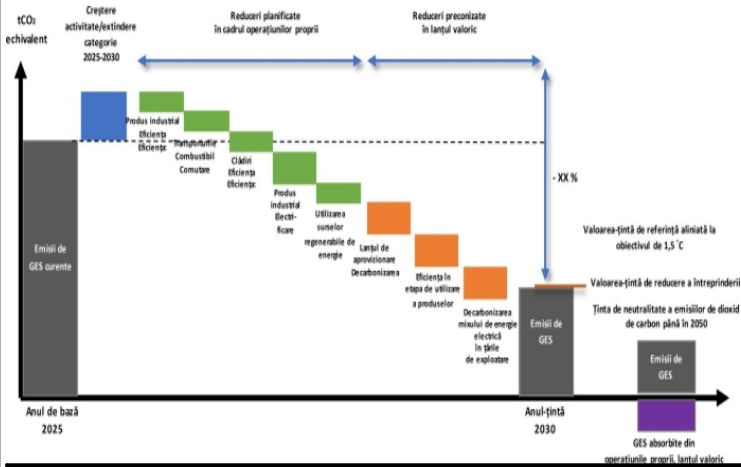 tCO₂
echivalent
Creștere
activitate/extindere
categorie
2025-2030
Reduceri planificate
în cadrul operațiunilor proprii
Reduceri preconizate
în lanțul valoric
Produs industrial
Eficiența
Eficiența:
Transporturile
Combustibil
Comutare
Clădiri
Eficiența
Eficiența:
Produs
industrial
Electri-
ficare
Utilizarea
surselor
regenerabile de
energie
Lanțul de
aprovizionare
Decarbonizarea
Eficiența în
etapa de utilizare
a produselor
Decarbonizarea
mixului de energie
electrică
în țările
de exploatare
- XX %
Valoarea-țintă de referință aliniată la
obiectivul de 1,5 ˚C
Valoarea-țintă de reducere a întreprinderii
Ținta de neutralitate a emisiilor de dioxid
de carbon până în 2050
Emisii de
GES curente
Emisii de
GES
Emisii de
GES
Anul de bază
2025
Anul-țintă
2030
GES absorbite din
operațiunile proprii, lanțul valoric